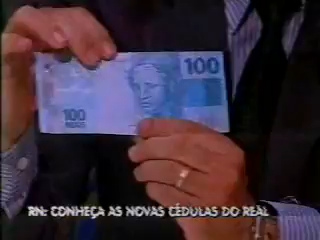 100
100
REAIS
RN: CONHEÇA AS NOVAS CÉDULAS DO REAL